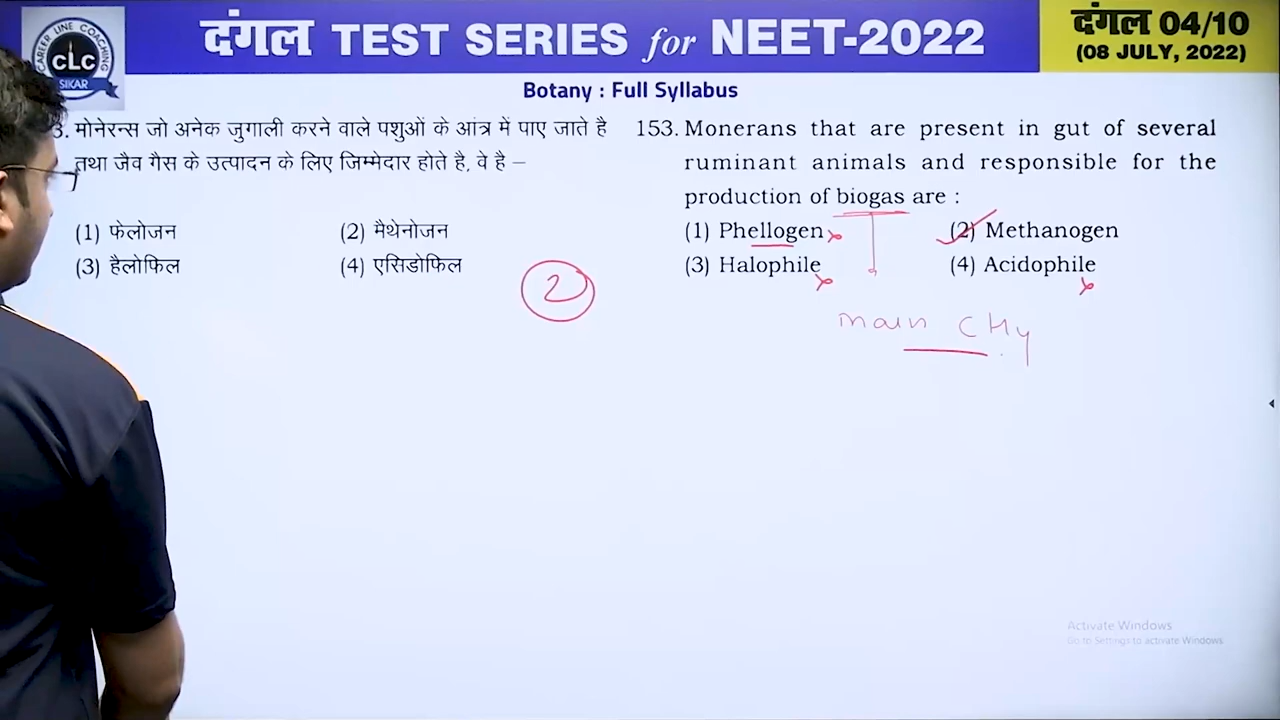 दंगल TEST SERIES for NEET-2022
दंगल 04/10
(08 JULY, 2022)
CAREER LINE COACHING
CLC
SIKAR
Botany : Full Syllabus
3. मोनेरन्स जो अनेक जुगाली करने वाले पशुओं के आंत्र में पाए जाते है
तथा जैव गैस के उत्पादन के लिए जिम्मेदार होते है, वे है –
(1) फेलोजन (2) मैथेनोजन
(3) हैलोफिल (4) एसिडोफिल
2
153. Monerans that are present in gut of several
ruminant animals and responsible for the
production of biogas are :
(1) Phellogen (2) Methanogen
(3) Halophile (4) Acidophile
main CH4
Activate Windows
Go to Settings to activate Windows.